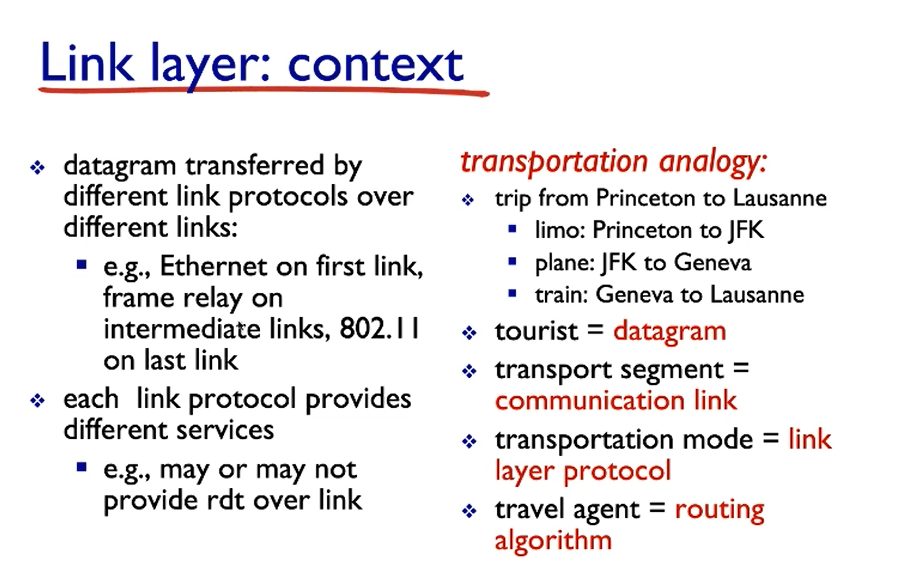 Link layer: context
datagram transferred by
different link protocols over
different links:
e.g., Ethernet on first link,
frame relay on
intermediate links, 802.11
on last link
each link protocol provides
different services
e.g., may or may not
provide rdt over link
transportation analogy:
trip from Princeton to Lausanne
limo: Princeton to JFK
plane: JFK to Geneva
train: Geneva to Lausanne
tourist = datagram
transport segment =
communication link
transportation mode = link
layer protocol
travel agent = routing
algorithm